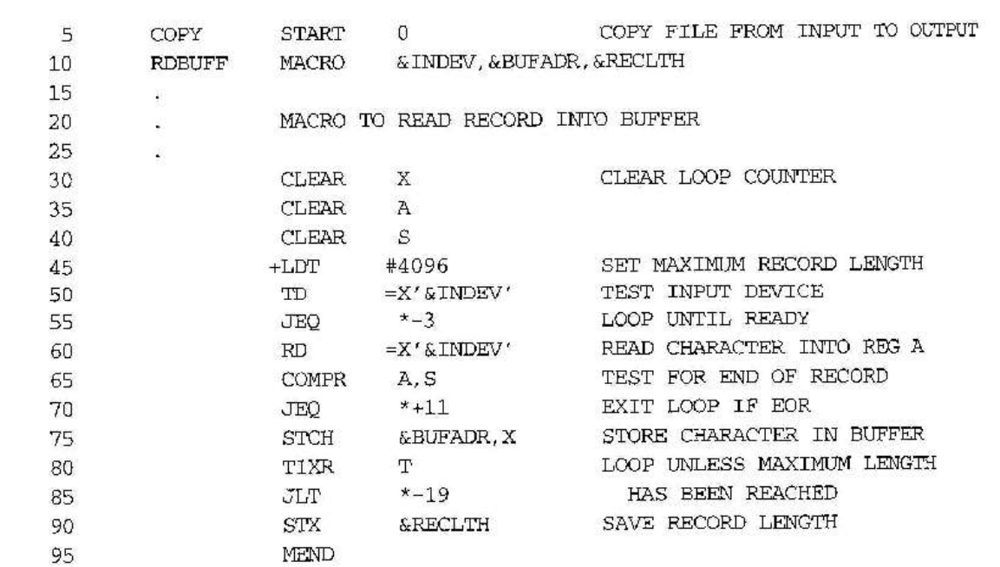 5 COPY START 0 COPY FILE FROM INPUT TO OUTPUT
10 RDBUFF MACRO &INDEV,&BUFADR,&RECLTH
15 .
20 . MACRO TO READ RECORD INTO BUFFER
25 .
30 CLEAR X CLEAR LOOP COUNTER
35 CLEAR A
40 CLEAR S
45 +LDT #4096 SET MAXIMUM RECORD LENGTH
50 TD =X'&INDEV' TEST INPUT DEVICE
55 JEQ *-3 LOOP UNTIL READY
60 RD =X'&INDEV' READ CHARACTER INTO REG A
65 COMPR A,S TEST FOR END OF RECORD
70 JEQ *+11 EXIT LOOP IF EOR
75 STCH &BUFADR,X STORE CHARACTER IN BUFFER
80 T1XR T LOOP UNLESS MAXIMUM LENGTH
85 JLT *-19 HAS BEEN REACHED
90 STX &RECLTH SAVE RECORD LENGTH
95 MEND